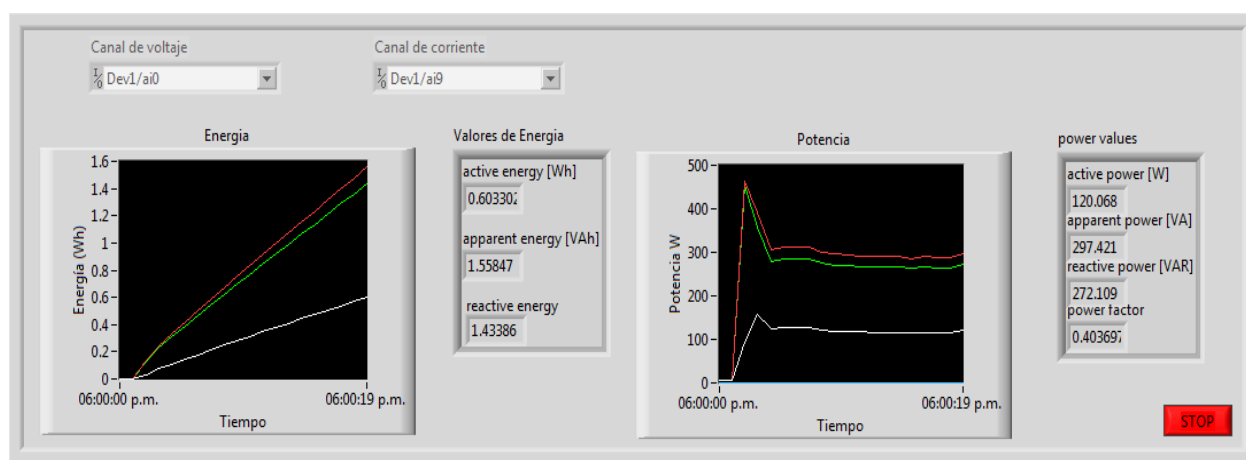 Canal de voltaje
Canal de corriente
I/O Dev1/ai0
I/O Dev1/ai9
Energia
1.6
1.4
1.2
1
0.8
0.6
0.4
0.2
0
Energía (Wh)
06:00:00 p.m.
06:00:19 p.m.
Tiempo
Valores de Energia
active energy [Wh]
0.603302
apparent energy [VAh]
1.55847
reactive energy
1.43386
Potencia
500
400
300
200
100
0
Potencia W
06:00:00 p.m.
06:00:19 p.m.
Tiempo
power values
active power [W]
120.068
apparent power [VA]
297.421
reactive power [VAR]
272.109
power factor
0.403697
STOP